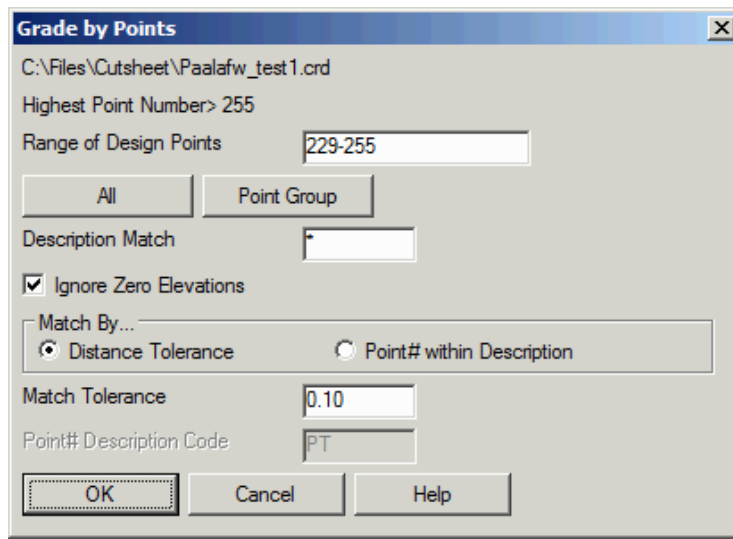 Grade by Points
C:\Files\Cutsheet\Paalafw_test1.crd
Highest Point Number> 255
Range of Design Points 229-255
All Point Group
Description Match *
Ignore Zero Elevations
Match By...
Distance Tolerance Point# within Description
Match Tolerance 0.10
Point# Description Code PT
OK Cancel Help